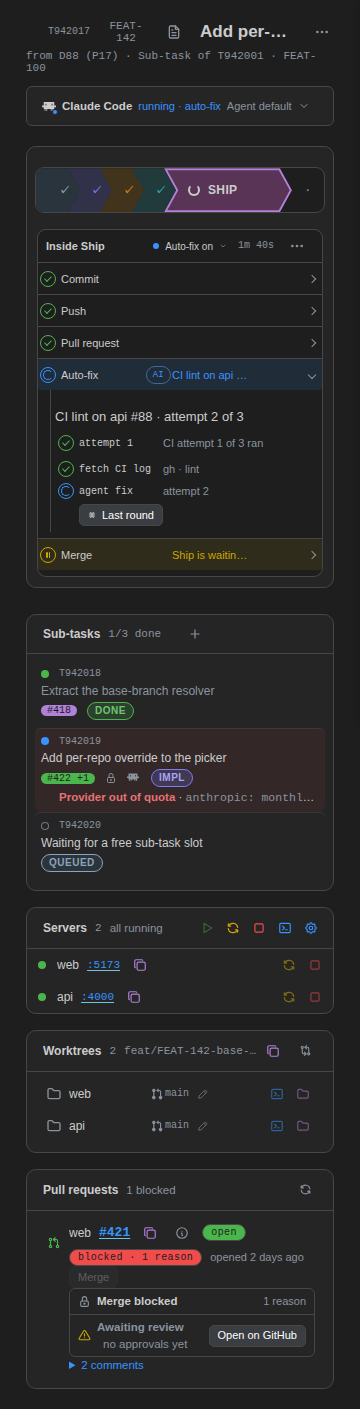 T942017 FEAT-142 Add per-…
from D88 (P17) · Sub-task of T942001 · FEAT-
100
Claude Code running · auto-fix Agent default
SHIP
Inside Ship Auto-fix on 1m 40s
Commit
Push
Pull request
Auto-fix AI CI lint on api …
CI lint on api #88 · attempt 2 of 3
attempt 1 CI attempt 1 of 3 ran
fetch CI log gh · lint
agent fix attempt 2
Last round
Merge Ship is waitin…
Sub-tasks 1/3 done
T942018
Extract the base-branch resolver
#418 DONE
T942019
Add per-repo override to the picker
#422 +1 IMPL
Provider out of quota · anthropic: monthl…
T942020
Waiting for a free sub-task slot
QUEUED
Servers 2 all running
web :5173
api :4000
Worktrees 2 feat/FEAT-142-base-…
web main
api main
Pull requests 1 blocked
web #421 open
blocked · 1 reason opened 2 days ago
Merge
Merge blocked 1 reason
Awaiting review
no approvals yet
Open on GitHub
2 comments